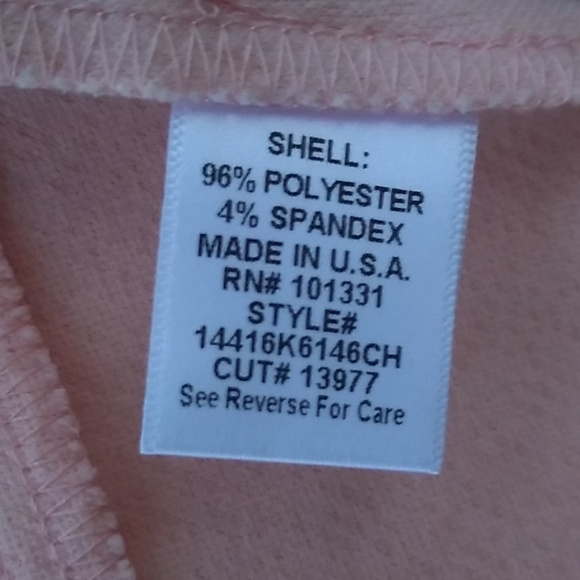 SHELL:
96% POLYESTER
4% SPANDEX
MADE IN U.S.A.
RN# 101331
STYLE#
14416K6146CH
CUT# 13977
See Reverse For Care